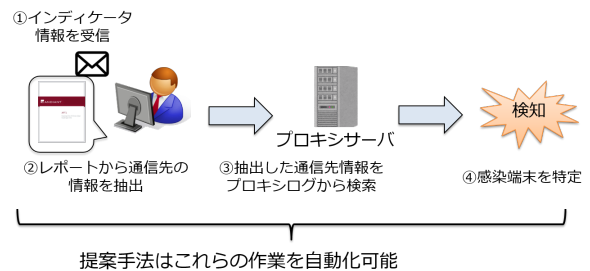 ①インディケータ
情報を受信
②レポートから通信先の
情報を抽出
プロキシサーバ
③抽出した通信先情報を
プロキシログから検索
検知
④感染端末を特定
提案手法はこれらの作業を自動化可能